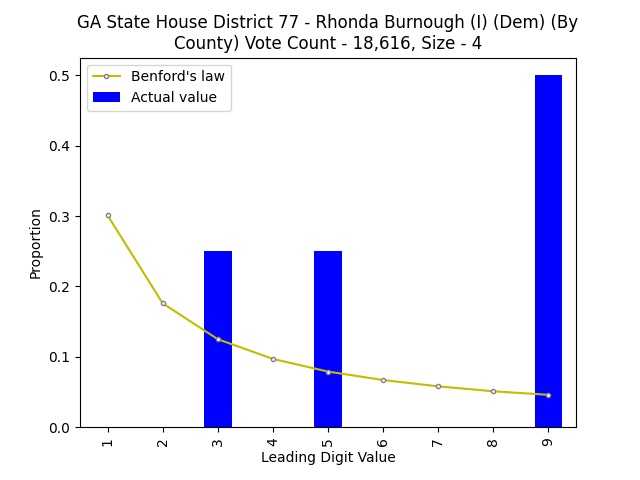 GA State House District 77 - Rhonda Burnough (I) (Dem) (By
County) Vote Count - 18,616, Size - 4
Benford's law
Actual value
0.5
0.4
0.3
0.2
0.1
0.0
Proportion
1 2 3 4 5 6 7 8 9
Leading Digit Value